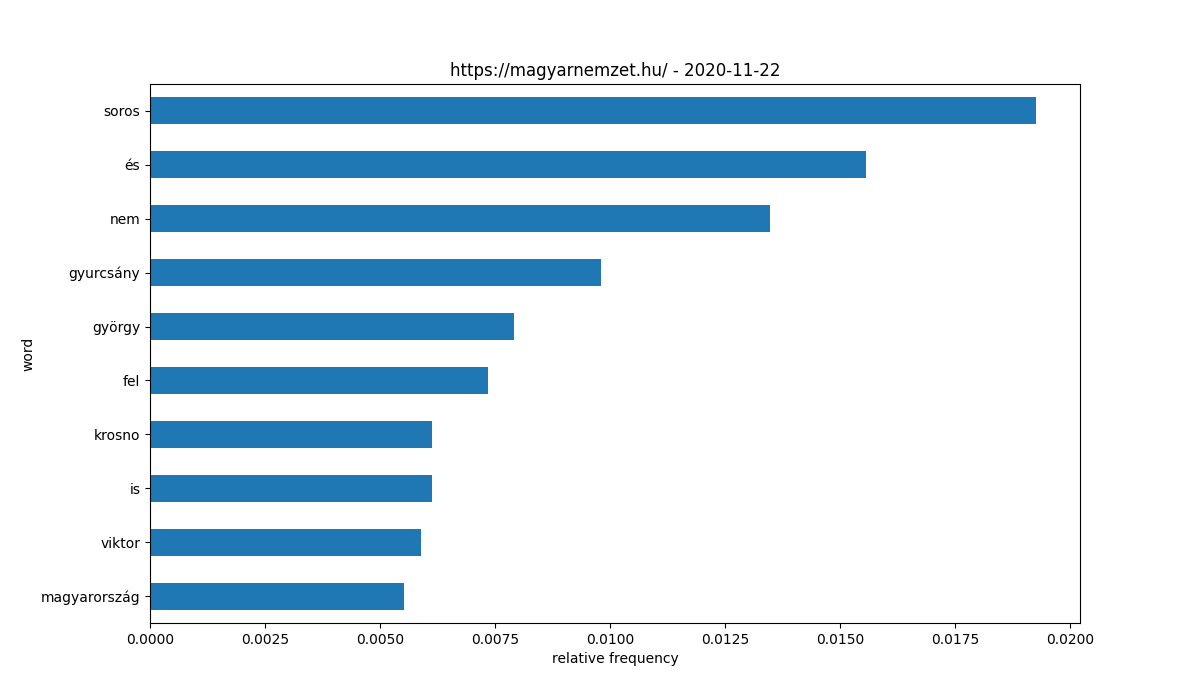 https://magyarnemzet.hu/ - 2020-11-22
soros
és
nem
gyurcsány
györgy
fel
krosno
is
viktor
magyarország
word
0.0000 0.0025 0.0050 0.0075 0.0100 0.0125 0.0150 0.0175 0.0200
relative frequency